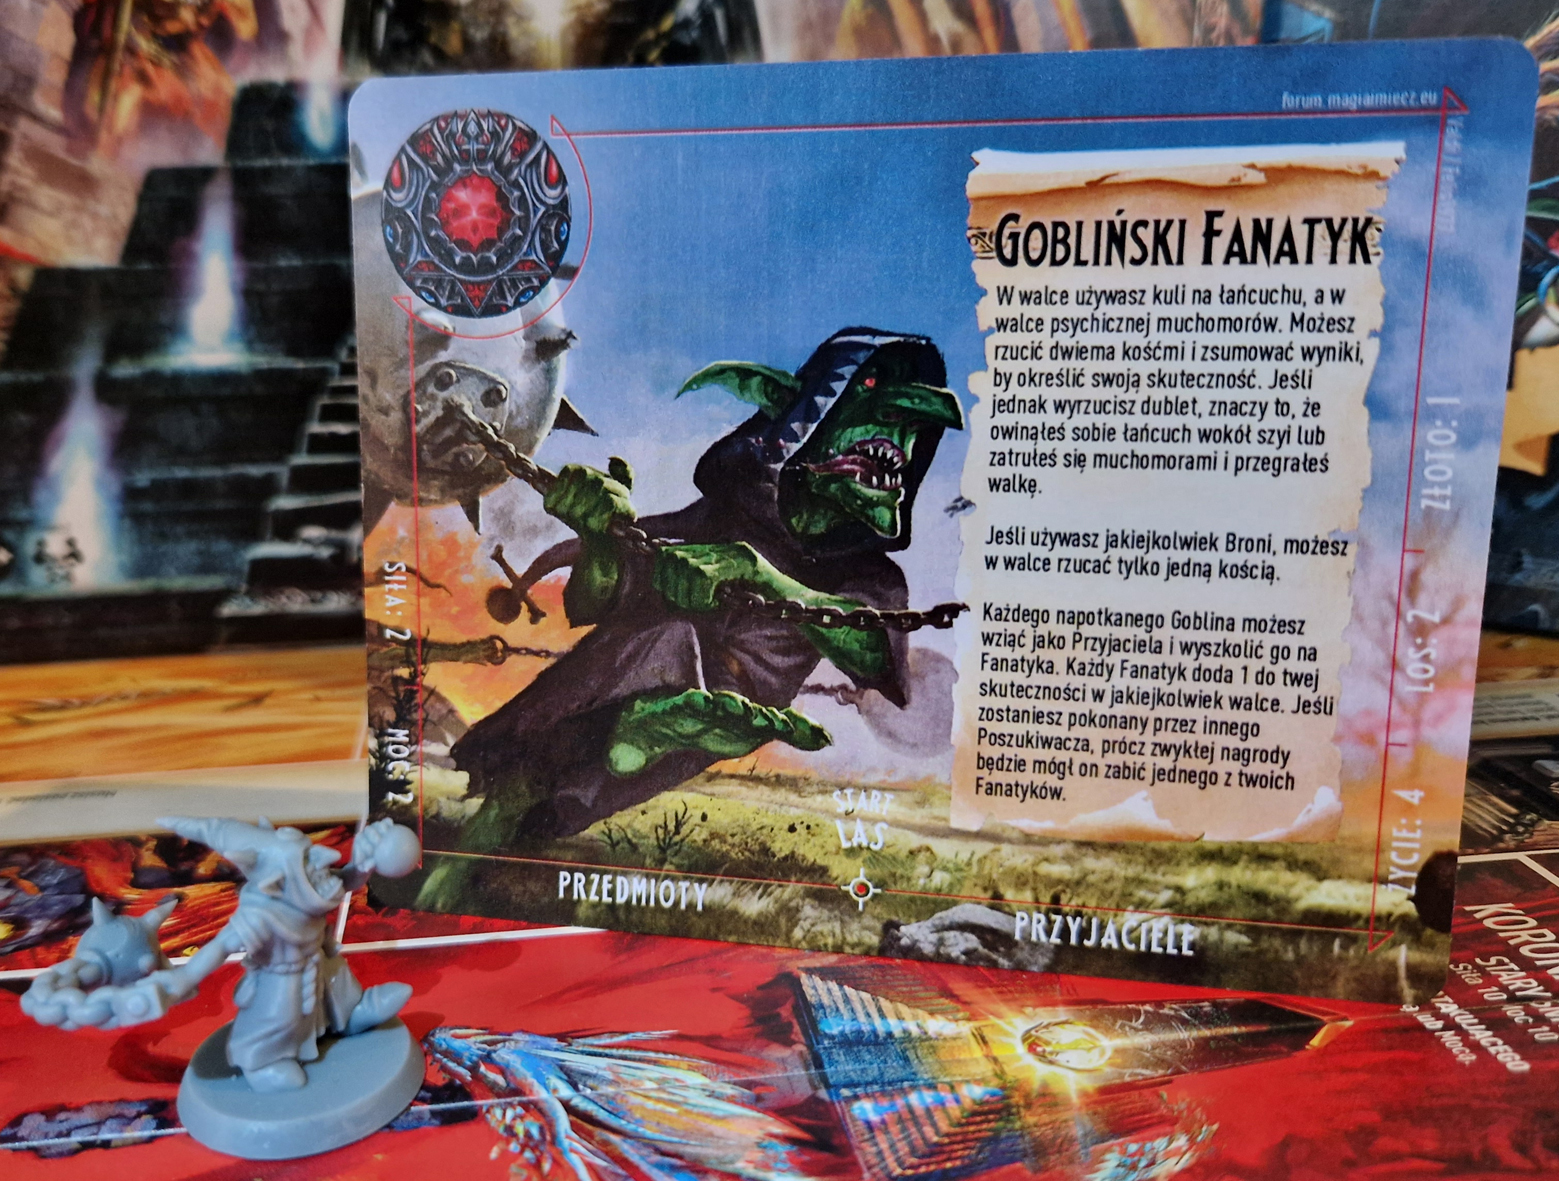 forum.magiaimiecz.eu
GOBLIŃSKI FANATYK
W walce używasz kuli na łańcuchu, a w
walce psychicznej muchomorów. Możesz
rzucić dwiema kośćmi i zsumować wyniki,
by określić swoją skuteczność. Jeśli
jednak wyrzucisz dublet, znaczy to, że
owinąłeś sobie łańcuch wokół szyi lub
zatrułeś się muchomorami i przegrałeś
walkę.
Jeśli używasz jakiejkolwiek Broni, możesz
w walce rzucać tylko jedną kością.
Każdego napotkanego Goblina możesz
wziąć jako Przyjaciela i wyszkolić go na
Fanatyka. Każdy Fanatyk doda 1 do twej
skuteczności w jakiejkolwiek walce. Jeśli
zostaniesz pokonany przez innego
Poszukiwacza, prócz zwykłej nagrody
będzie mógł on zabić jednego z twoich
Fanatyków.
SIŁA: 2
MOC: 2
ZŁOTO: 1
LOS: 2
ŻYCIE: 4
START
LAS
PRZEDMIOTY
PRZYJACIELE
Siła 10